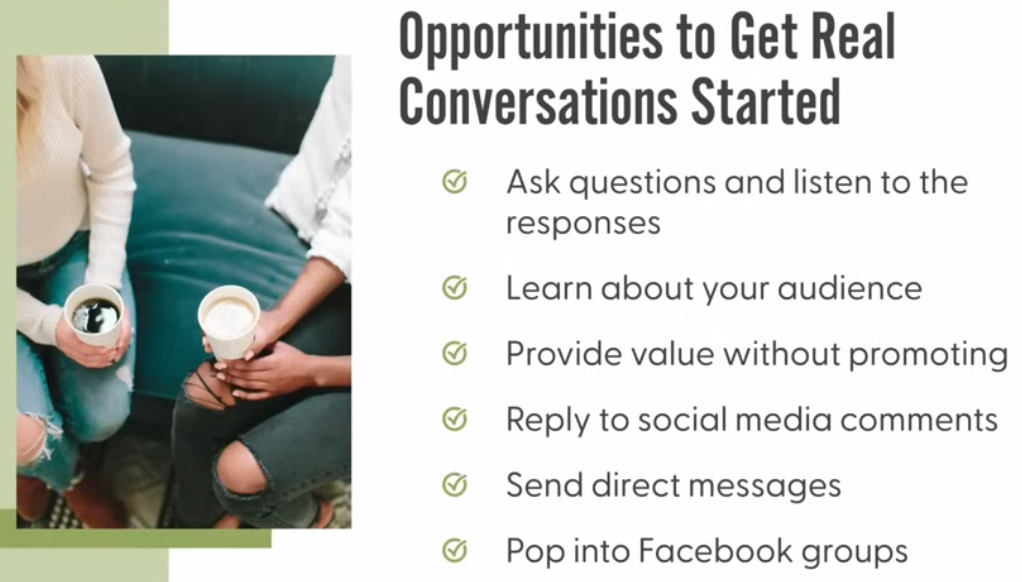 Opportunities to Get Real
Conversations Started
Ask questions and listen to the
responses
Learn about your audience
Provide value without promoting
Reply to social media comments
Send direct messages
Pop into Facebook groups